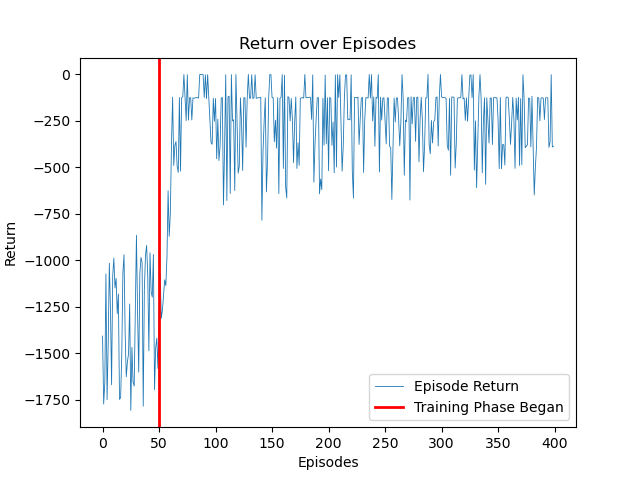 Return over Episodes
Return
0
−250
−500
−750
−1000
−1250
−1500
−1750
0 50 100 150 200 250 300 350 400
Episodes
Episode Return
Training Phase Began